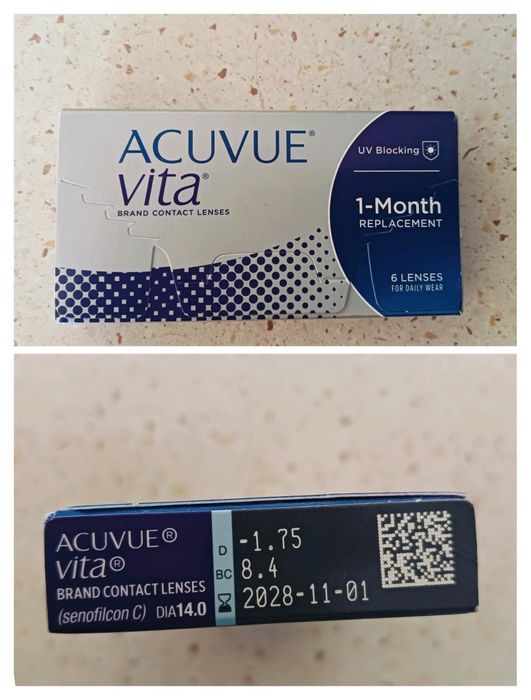 ACUVUE®
vita®
BRAND CONTACT LENSES
UV Blocking
1-Month
REPLACEMENT
6 LENSES
FOR DAILY WEAR
ACUVUE®
vita®
BRAND CONTACT LENSES
(senofilcon C) DIA14.0
D -1.75
BC 8.4
2028-11-01